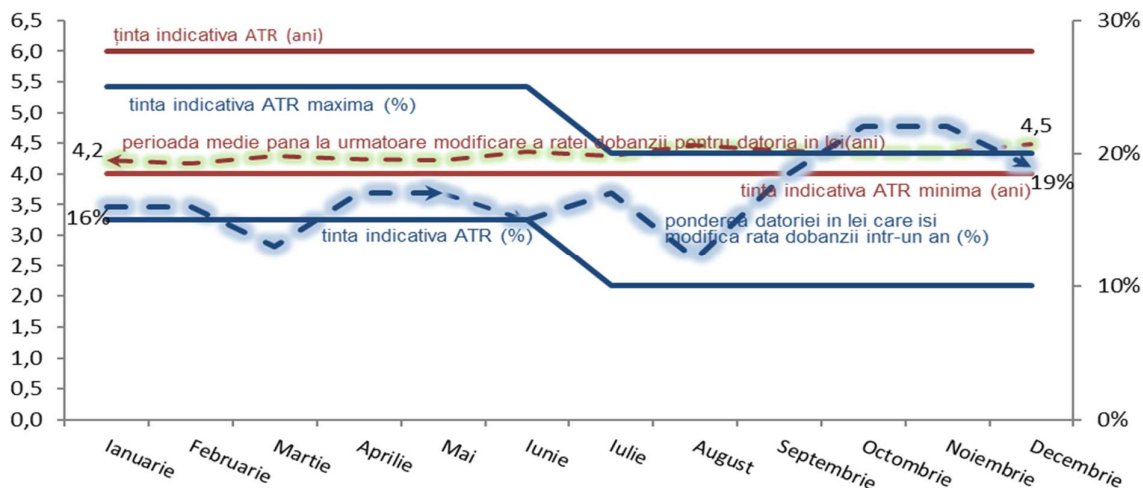 6,5
6,0
5,5
5,0
4,5
4,0
3,5
3,0
2,5
2,0
1,5
1,0
0,5
0,0
30%
20%
10%
0%
ținta indicativa ATR (ani)
tinta indicativa ATR maxima (%)
perioada medie pana la urmatoare modificare a ratei dobanzii pentru datoria in lei(ani)
4,2
4,5
19%
tinta indicativa ATR minima (ani)
16%
tinta indicativa ATR (%)
ponderea datoriei in lei care isi
modifica rata dobanzii intr-un an (%)
Ianuarie
Februarie
Martie
Aprilie
Mai
Iunie
Iulie
August
Septembrie
Octombrie
Noiembrie
Decembrie